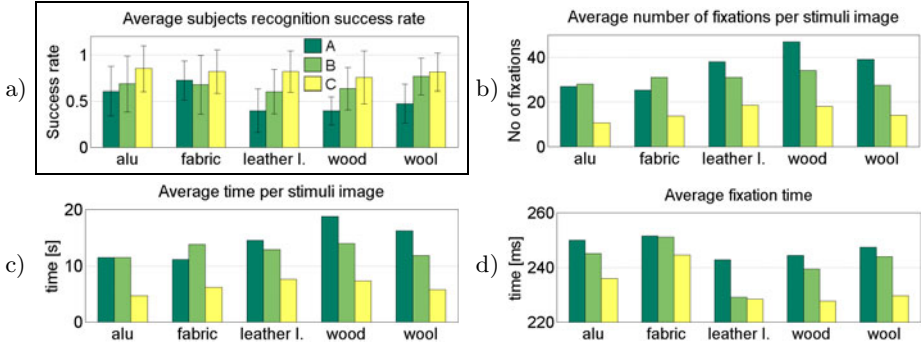 Average subjects recognition success rate
a)
Success rate
1
0.5
0
A
B
C
alu fabric leather l. wood wool
Average number of fixations per stimuli image
b)
No of fixations
40
20
0
alu fabric leather l. wood wool
Average time per stimuli image
c)
time [s]
20
10
0
alu fabric leather l. wood wool
Average fixation time
d)
time [ms]
260
240
220
alu fabric leather l. wood wool